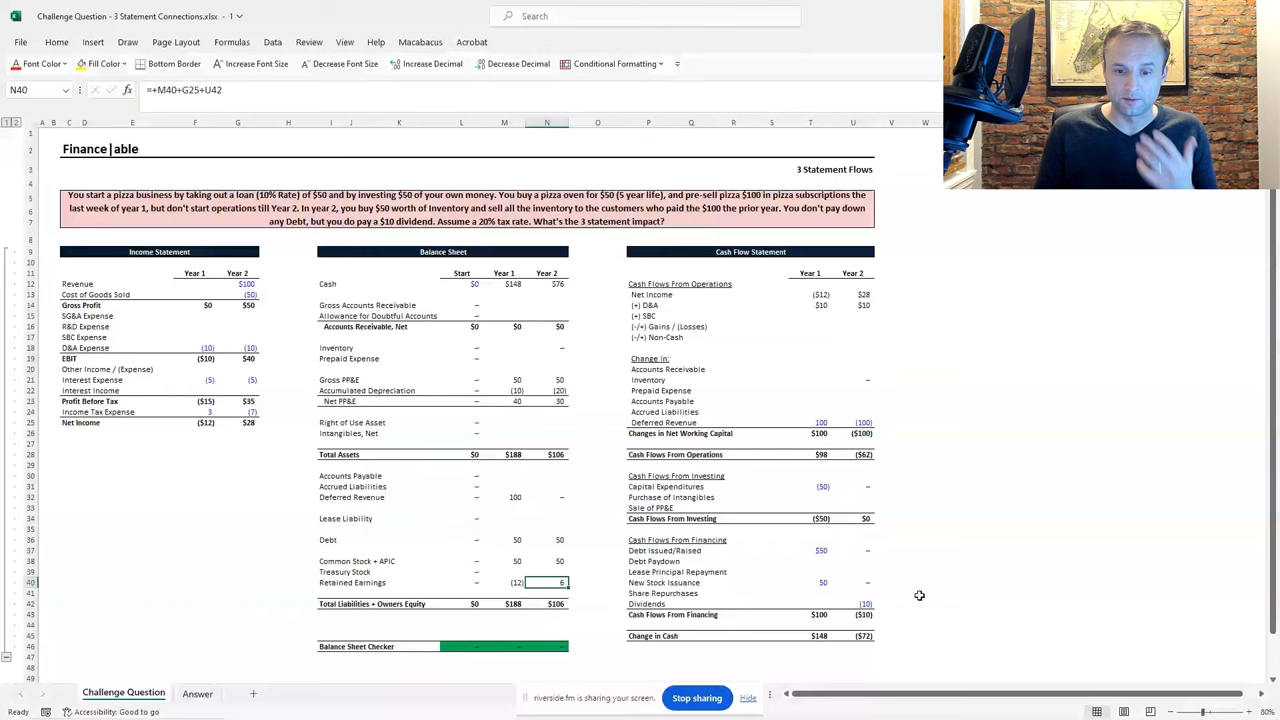 Challenge Question - 3 Statement Connections.xlsx - 1
Search
File Home Insert Draw Page Layout Formulas Data Review View Help Macabacus Acrobat
Font Color Fill Color Bottom Border Increase Font Size Decrease Font Size Increase Decimal Decrease Decimal Conditional Formatting
N40 fx =+M40+G25+U42
1 2 A B C D E F G H I J K L M N O P Q R S T U V W
Finance|able
3 Statement Flows
You start a pizza business by taking out a loan (10% Rate) of $50 and by investing $50 of your own money. You buy a pizza oven for $50 (5 year life), and pre-sell pizza $100 in pizza subscriptions the
last week of year 1, but don't start operations till Year 2. In year 2, you buy $50 worth of Inventory and sell all the inventory to the customers who paid the $100 the prior year. You don't pay down
any Debt, but you do pay a $10 dividend. Assume a 20% tax rate. What's the 3 statement impact?
Income Statement Balance Sheet Cash Flow Statement
Year 1 Year 2 Start Year 1 Year 2 Year 1 Year 2
Revenue $100 Cash $0 $148 $76 Cash Flows From Operations
Cost of Goods Sold (50) Net Income ($12) $28
Gross Profit $0 $50 Gross Accounts Receivable – (+) D&A $10 $10
SG&A Expense Allowance for Doubtful Accounts – (+) SBC
R&D Expense Accounts Receivable, Net $0 $0 $0 (-/+) Gains / (Losses)
SBC Expense (-/+) Non-Cash
D&A Expense (10) (10) Inventory – –
EBIT ($10) $40 Prepaid Expense – Change in:
Other Income / (Expense) Accounts Receivable
Interest Expense (5) (5) Gross PP&E – 50 50 Inventory –
Interest Income Accumulated Depreciation – (10) (20) Prepaid Expense
Profit Before Tax ($15) $35 Net PP&E – 40 30 Accounts Payable
Income Tax Expense 3 (7) Accrued Liabilities
Net Income ($12) $28 Right of Use Asset – Deferred Revenue 100 (100)
Intangibles, Net – Changes in Net Working Capital $100 ($100)
Total Assets $0 $188 $106 Cash Flows From Operations $98 ($62)
Accounts Payable – Cash Flows From Investing
Accrued Liabilities – Capital Expenditures (50) –
Deferred Revenue – 100 – Purchase of Intangibles
Sale of PP&E
Lease Liability – Cash Flows From Investing ($50) $0
Debt – 50 50 Cash Flows From Financing
Debt Issued/Raised $50 –
Common Stock + APIC – 50 50 Debt Paydown
Treasury Stock – Lease Principal Repayment
Retained Earnings – (12) 6 New Stock Issuance 50 –
Share Repurchases
Total Liabilities + Owners Equity $0 $188 $106 Dividends (10)
Cash Flows From Financing $100 ($10)
Change in Cash $148 ($72)
Balance Sheet Checker – – –
Challenge Question Answer +
riverside.fm is sharing your screen. Stop sharing Hide
Ready Accessibility: Good to go 80%